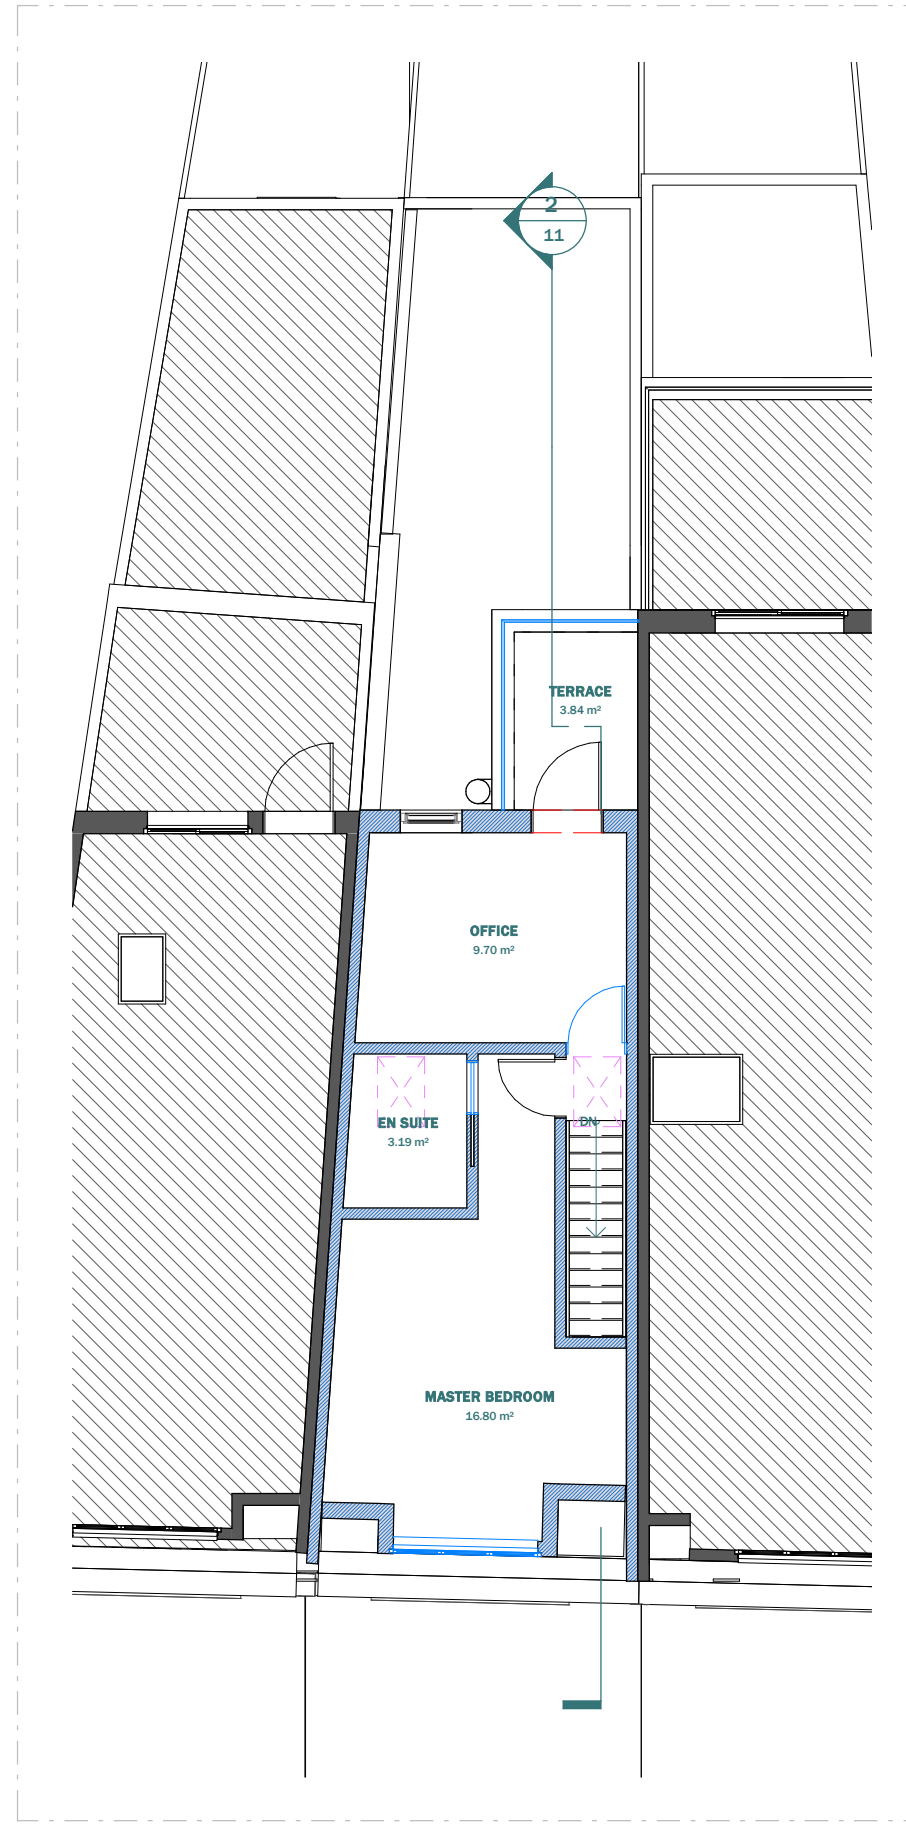 2
11
TERRACE
3.84 m²
OFFICE
9.70 m²
EN SUITE
3.19 m²
DN
MASTER BEDROOM
16.80 m²